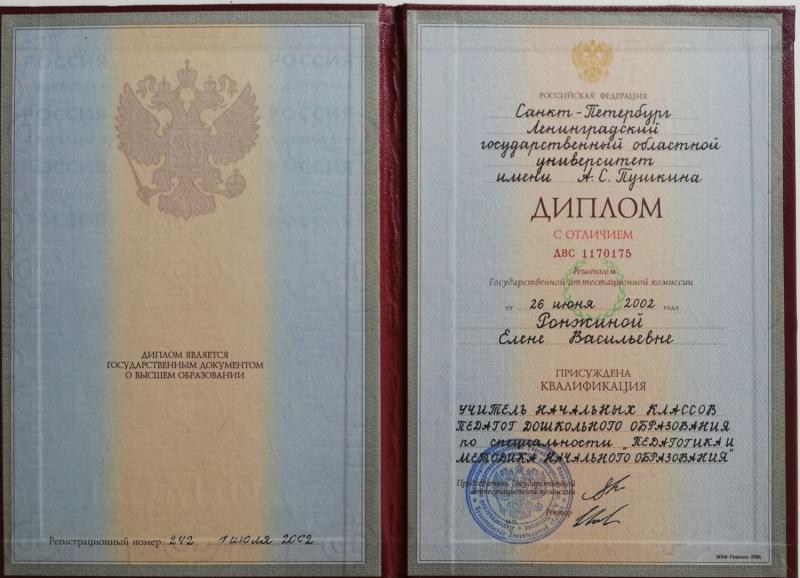 ДИПЛОМ ЯВЛЯЕТСЯ
ГОСУДАРСТВЕННЫМ ДОКУМЕНТОМ
О ВЫСШЕМ ОБРАЗОВАНИИ
Регистрационный номер 242 1 июля 2002
РОССИЙСКАЯ ФЕДЕРАЦИЯ
Санкт-Петербург
Ленинградский
государственный областной
университет
имени А.С. Пушкина
ДИПЛОМ
С ОТЛИЧИЕМ
ДВС 1170175
Решением
Государственной аттестационной комиссии
от 26 июня 2002 года
Ронжиной
Елене Васильевне
ПРИСУЖДЕНА
КВАЛИФИКАЦИЯ
УЧИТЕЛЬ НАЧАЛЬНЫХ КЛАССОВ
ПЕДАГОГ ДОШКОЛЬНОГО ОБРАЗОВАНИЯ
по специальности "ПЕДАГОГИКА И
МЕТОДИКА НАЧАЛЬНОГО ОБРАЗОВАНИЯ"
Председатель Государственной
аттестационной комиссии
Ректор
М.П.